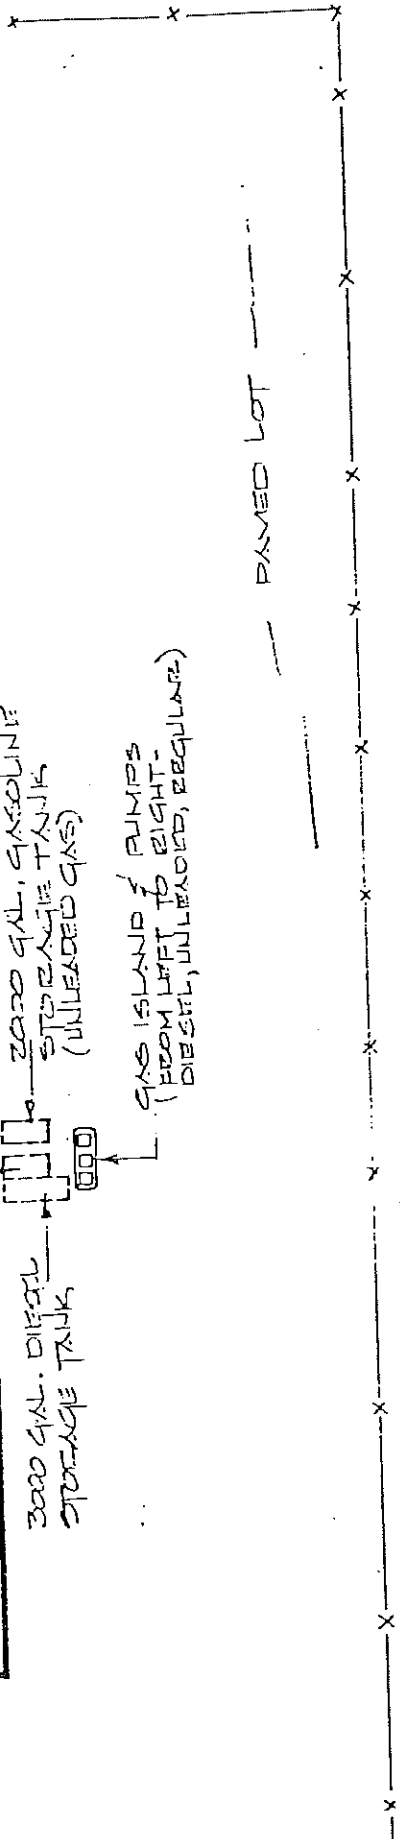 3000 GAL. DIESEL
STORAGE TANK
2000 GAL, GASOLINE
STORAGE TANK
(UNLEADED GAS)
GAS ISLAND & PUMPS
(FROM LEFT TO RIGHT-
DIESEL, UNLEADED, REGULAR)
PAVED LOT